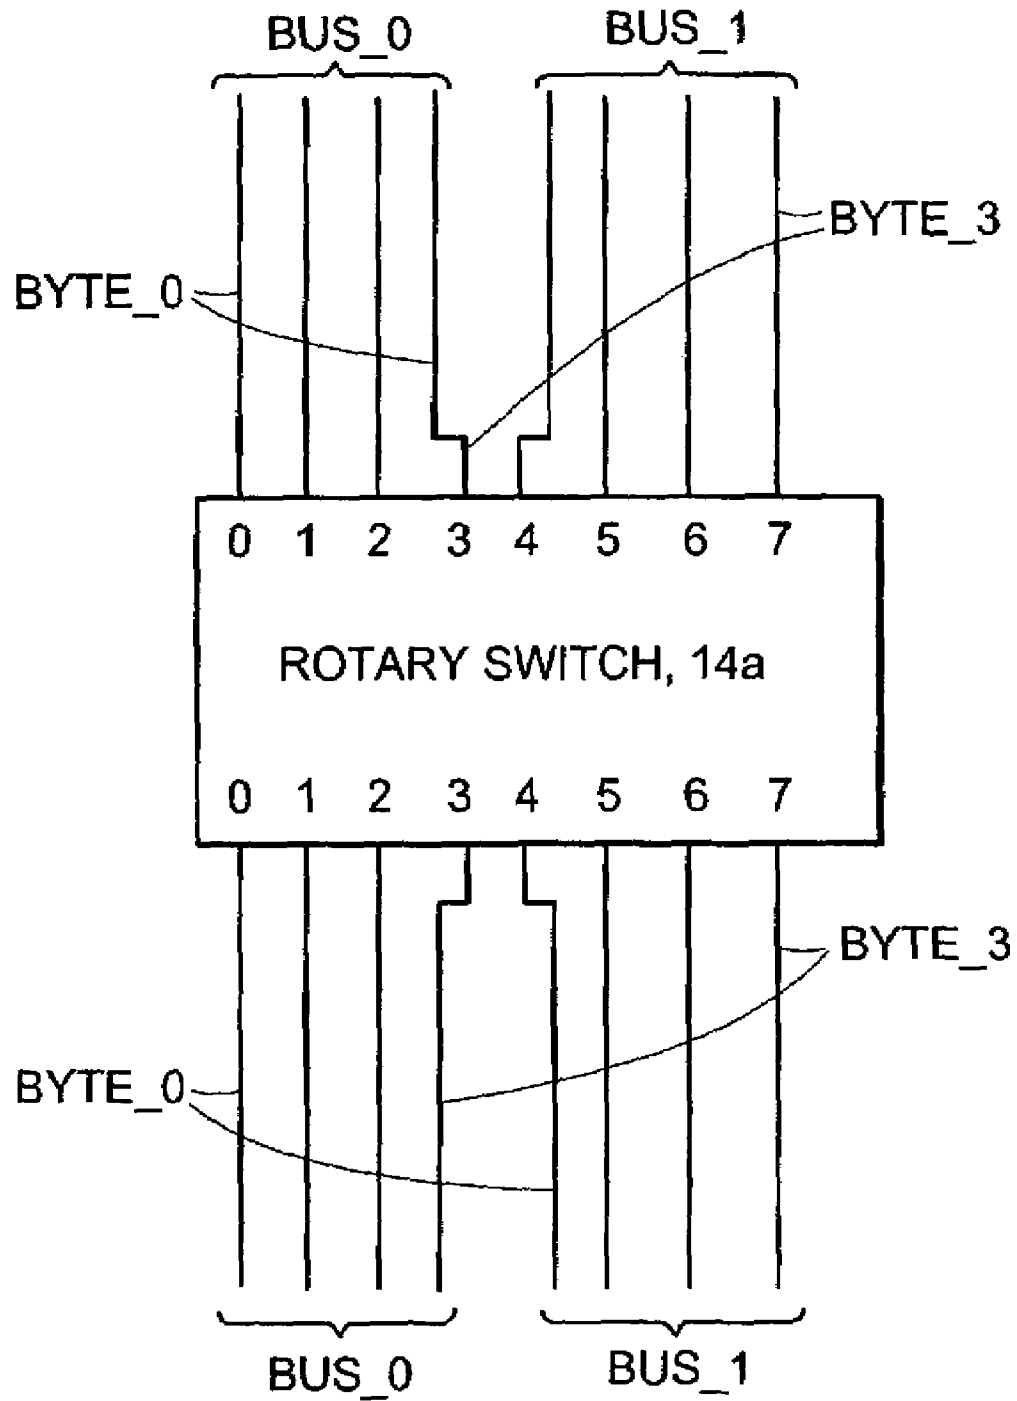 BUS_0
BUS_1
BYTE_3
BYTE_0
0 1 2 3 4 5 6 7
ROTARY SWITCH, 14a
0 1 2 3 4 5 6 7
BYTE_3
BYTE_0
BUS_0
BUS_1